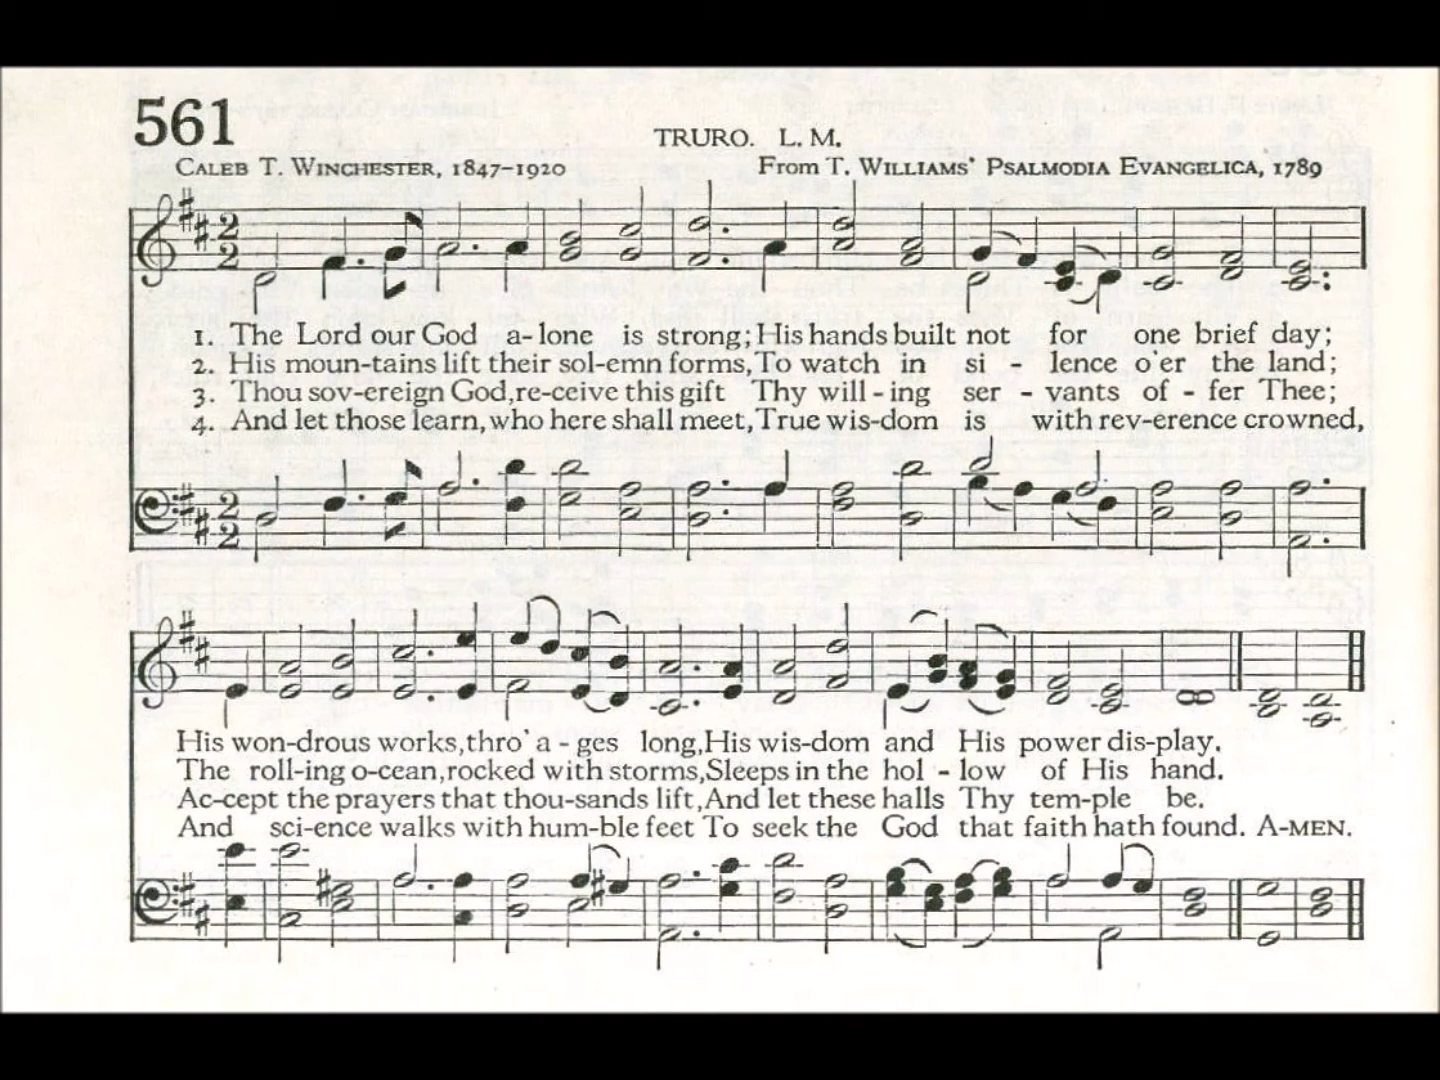 561
TRURO. L. M.
CALEB T. WINCHESTER, 1847-1920 From T. WILLIAMS' PSALMODIA EVANGELICA, 1789
1. The Lord our God a-lone is strong; His hands built not for one brief day;
2. His moun-tains lift their sol-emn forms, To watch in si - lence o'er the land;
3. Thou sov-ereign God, re-ceive this gift Thy will - ing ser - vants of - fer Thee;
4. And let those learn, who here shall meet, True wis-dom is with rev-erence crowned,
His won-drous works, thro' a - ges long, His wis-dom and His power dis-play.
The roll-ing o-cean, rocked with storms, Sleeps in the hol - low of His hand.
Ac-cept the prayers that thou-sands lift, And let these halls Thy tem-ple be.
And sci-ence walks with hum-ble feet To seek the God that faith hath found. A-MEN.